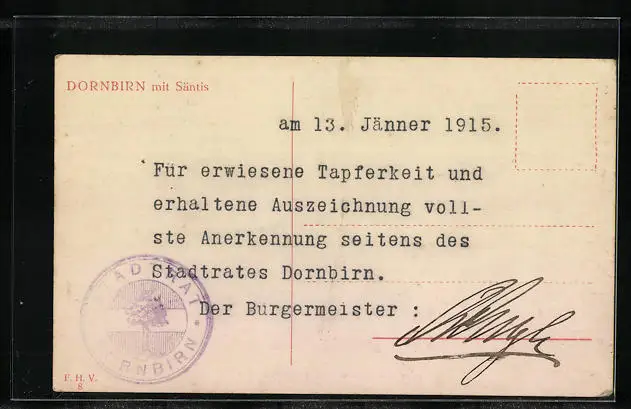 DORNBIRN mit Säntis
am 13. Jänner 1915.
Für erwiesene Tapferkeit und
erhaltene Auszeichnung voll-
ste Anerkennung seitens des
Stadtrates Dornbirn.
Der Burgermeister :
F. H. V.
8